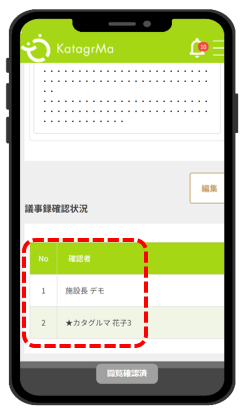 KatagrMa
10
編集
議事録確認状況
No 確認者
1 施設長 デモ
2 ★カタグルマ 花子3
閲覧確認済